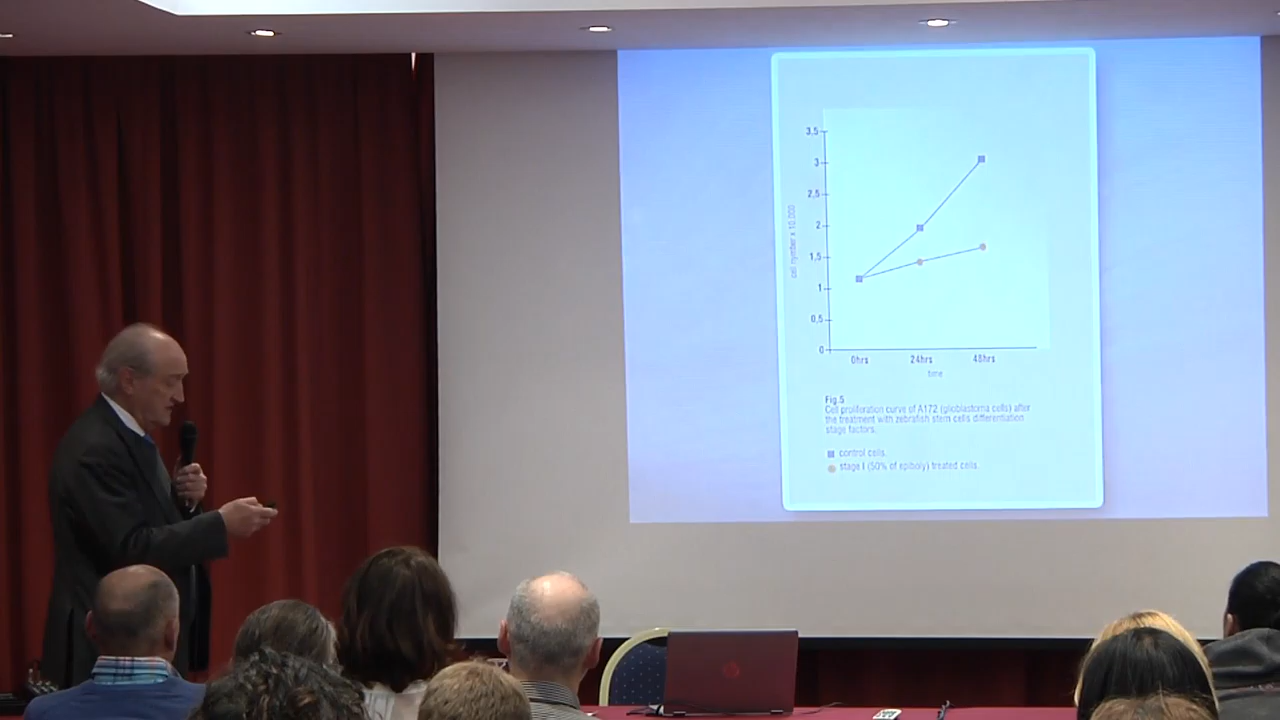 3,5
3
2,5
2
1,5
1
0,5
0
cell number x 10,000
0hrs 24hrs 48hrs
time
Fig.5
Cell proliferation curve of A172 (glioblastoma cells) after
the treatment with zebrafish stem cells differentiation
stage factors.
control cells.
stage I (50% of epiboly) treated cells.